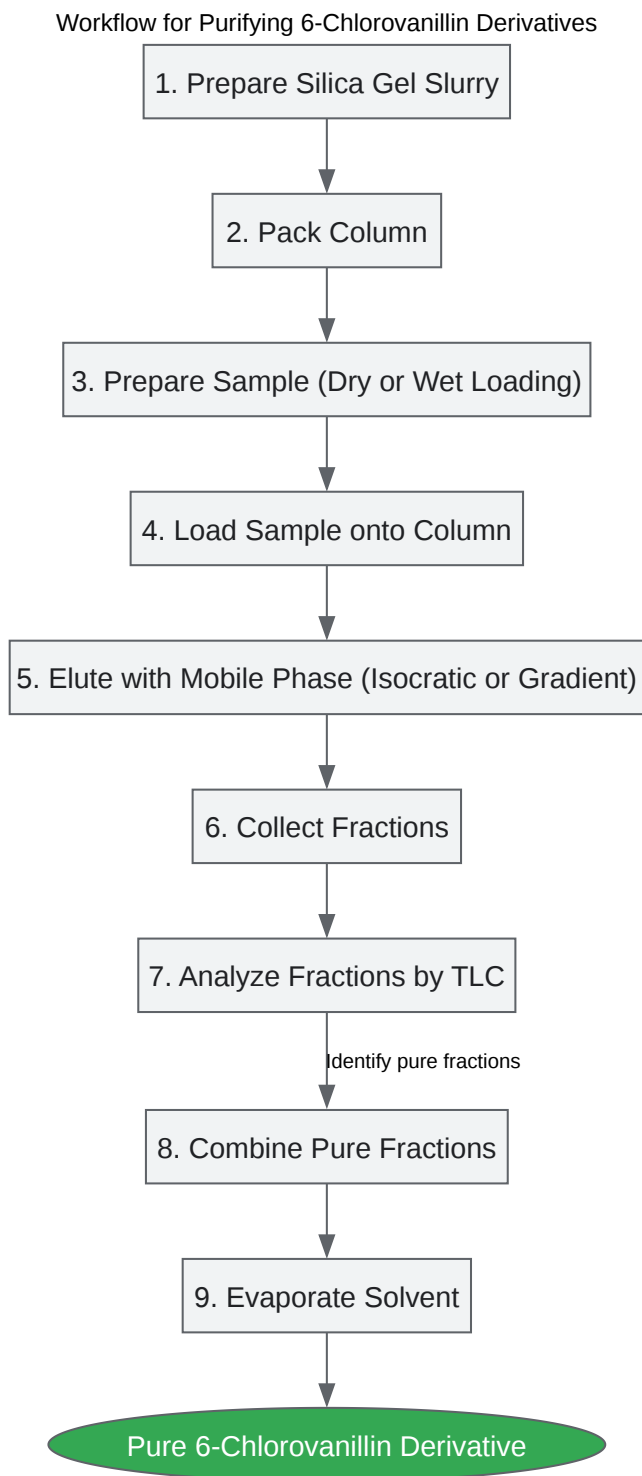 Workflow for Purifying 6-Chlorovanillin Derivatives
1. Prepare Silica Gel Slurry
2. Pack Column
3. Prepare Sample (Dry or Wet Loading)
4. Load Sample onto Column
5. Elute with Mobile Phase (Isocratic or Gradient)
6. Collect Fractions
7. Analyze Fractions by TLC
Identify pure fractions
8. Combine Pure Fractions
9. Evaporate Solvent
Pure 6-Chlorovanillin Derivative